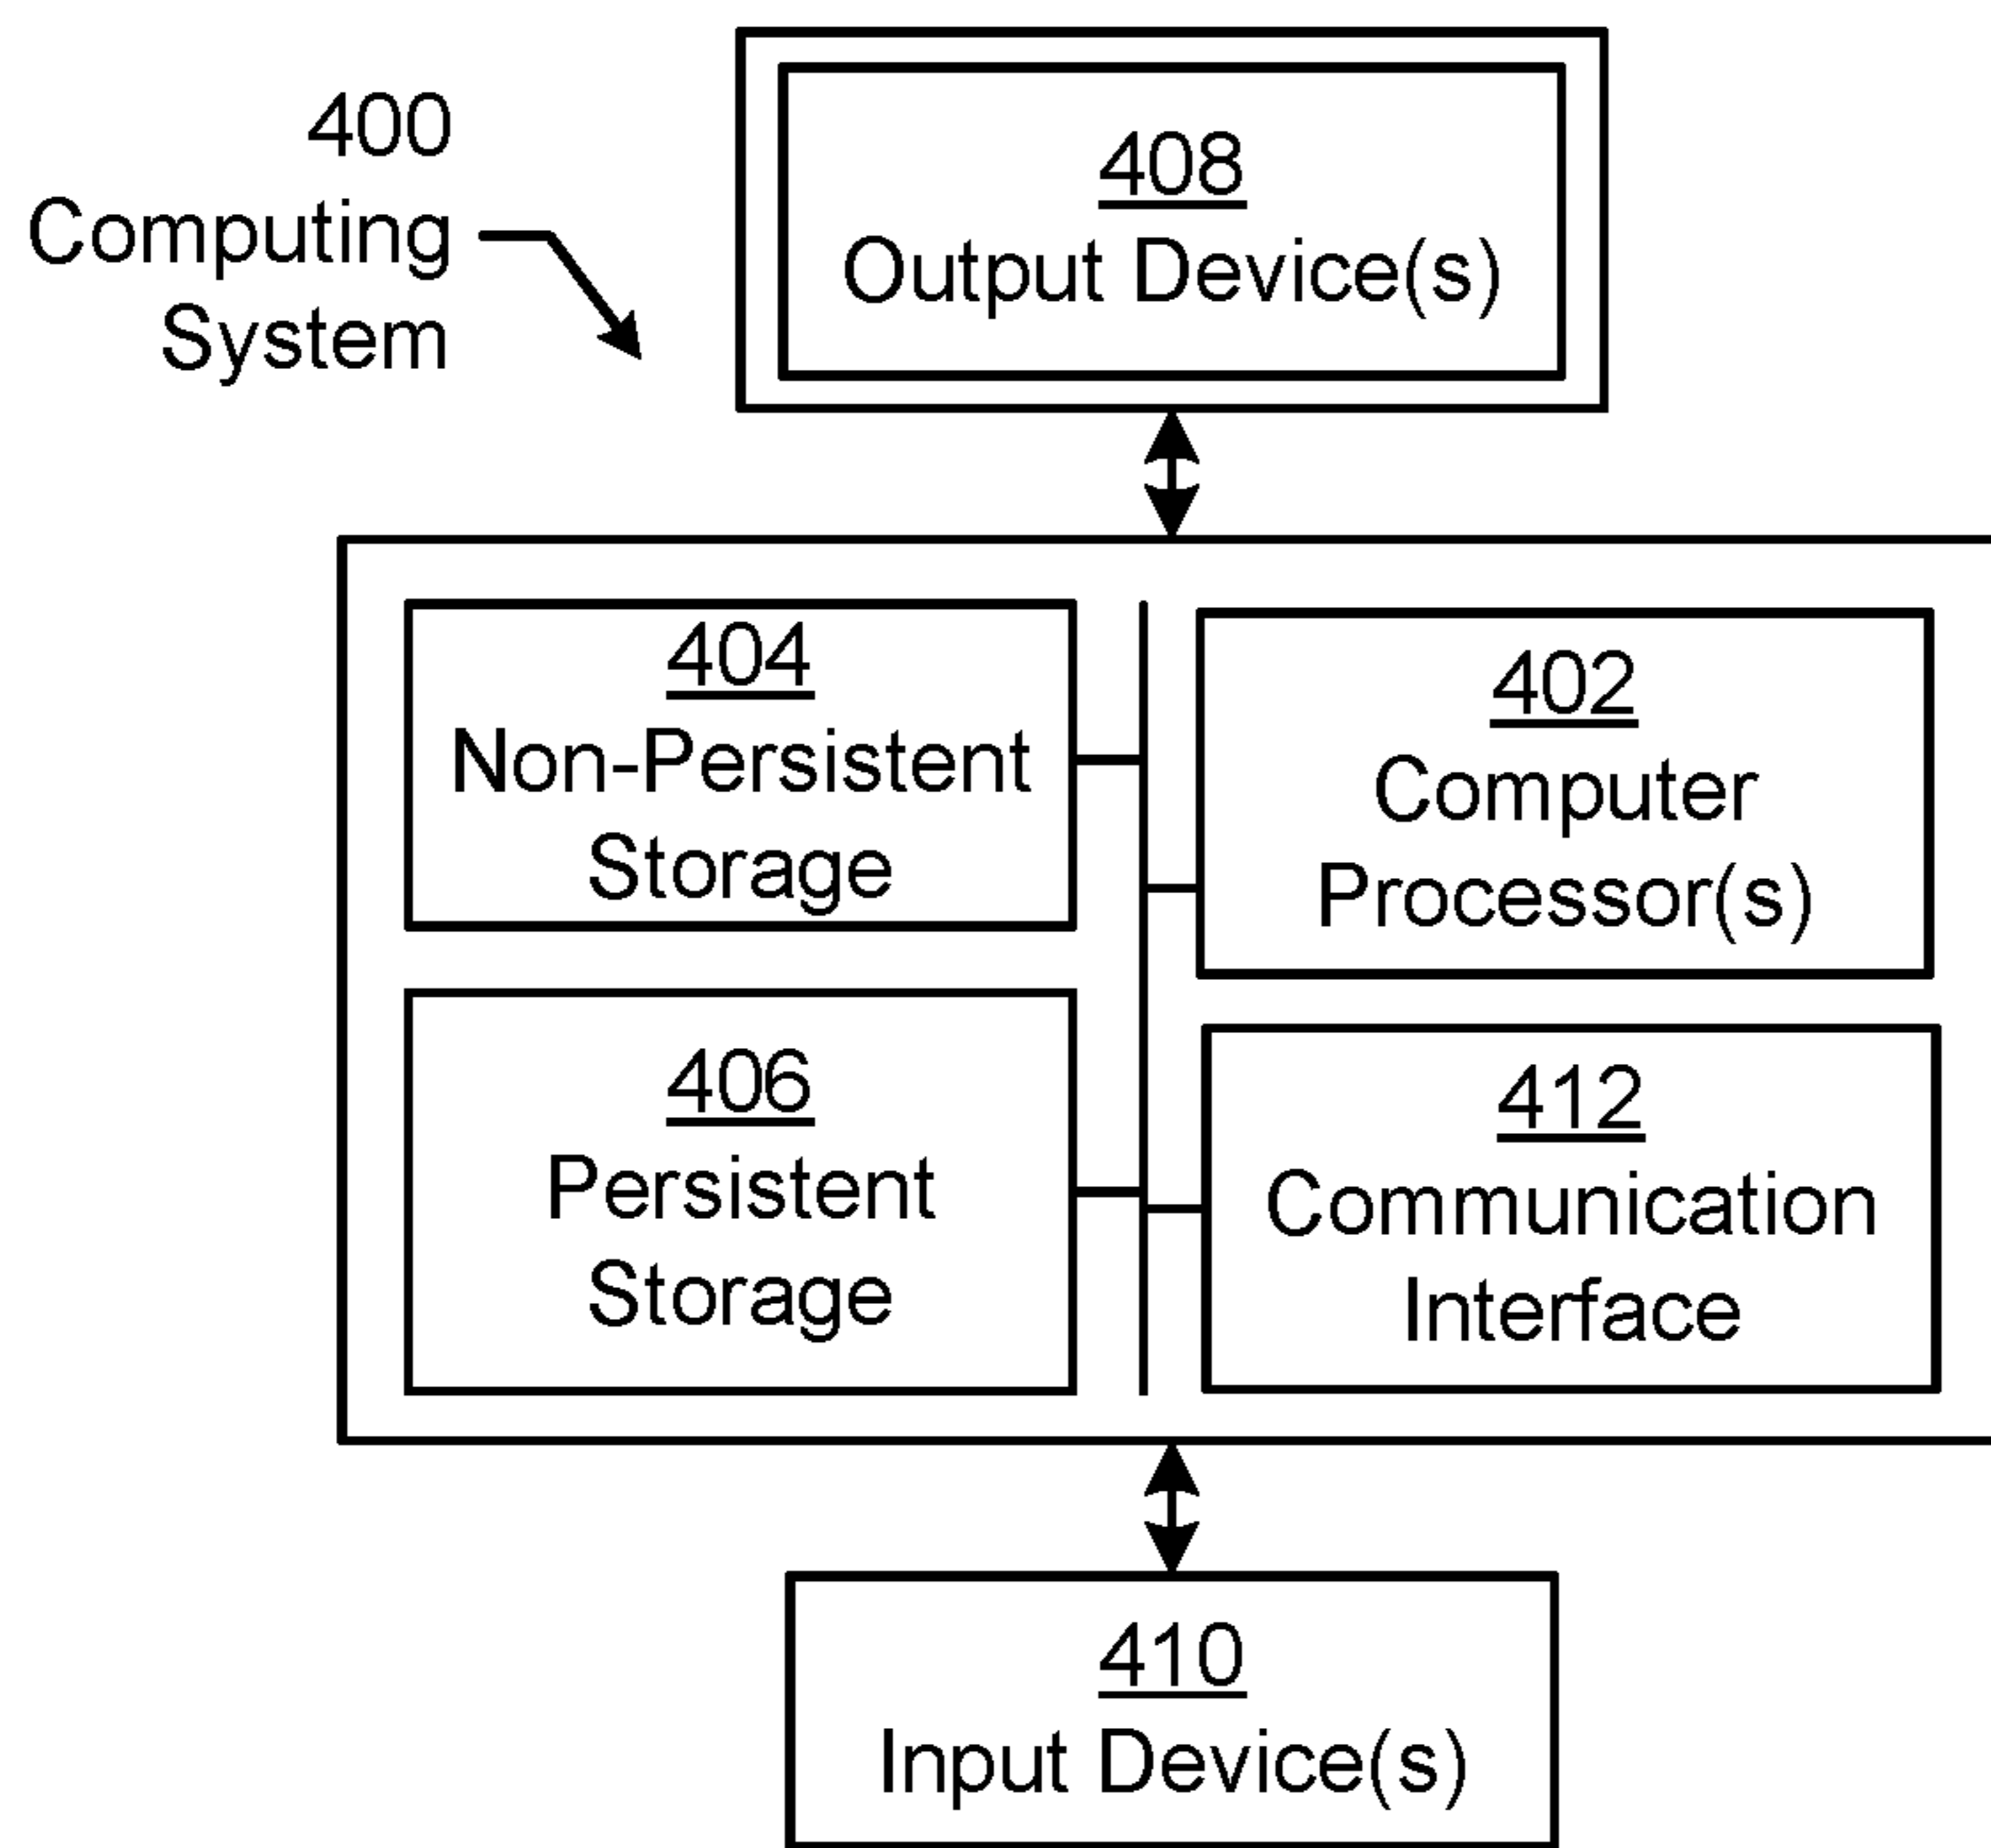 400
Computing
System
408
Output Device(s)
404
Non-Persistent
Storage
402
Computer
Processor(s)
406
Persistent
Storage
412
Communication
Interface
410
Input Device(s)